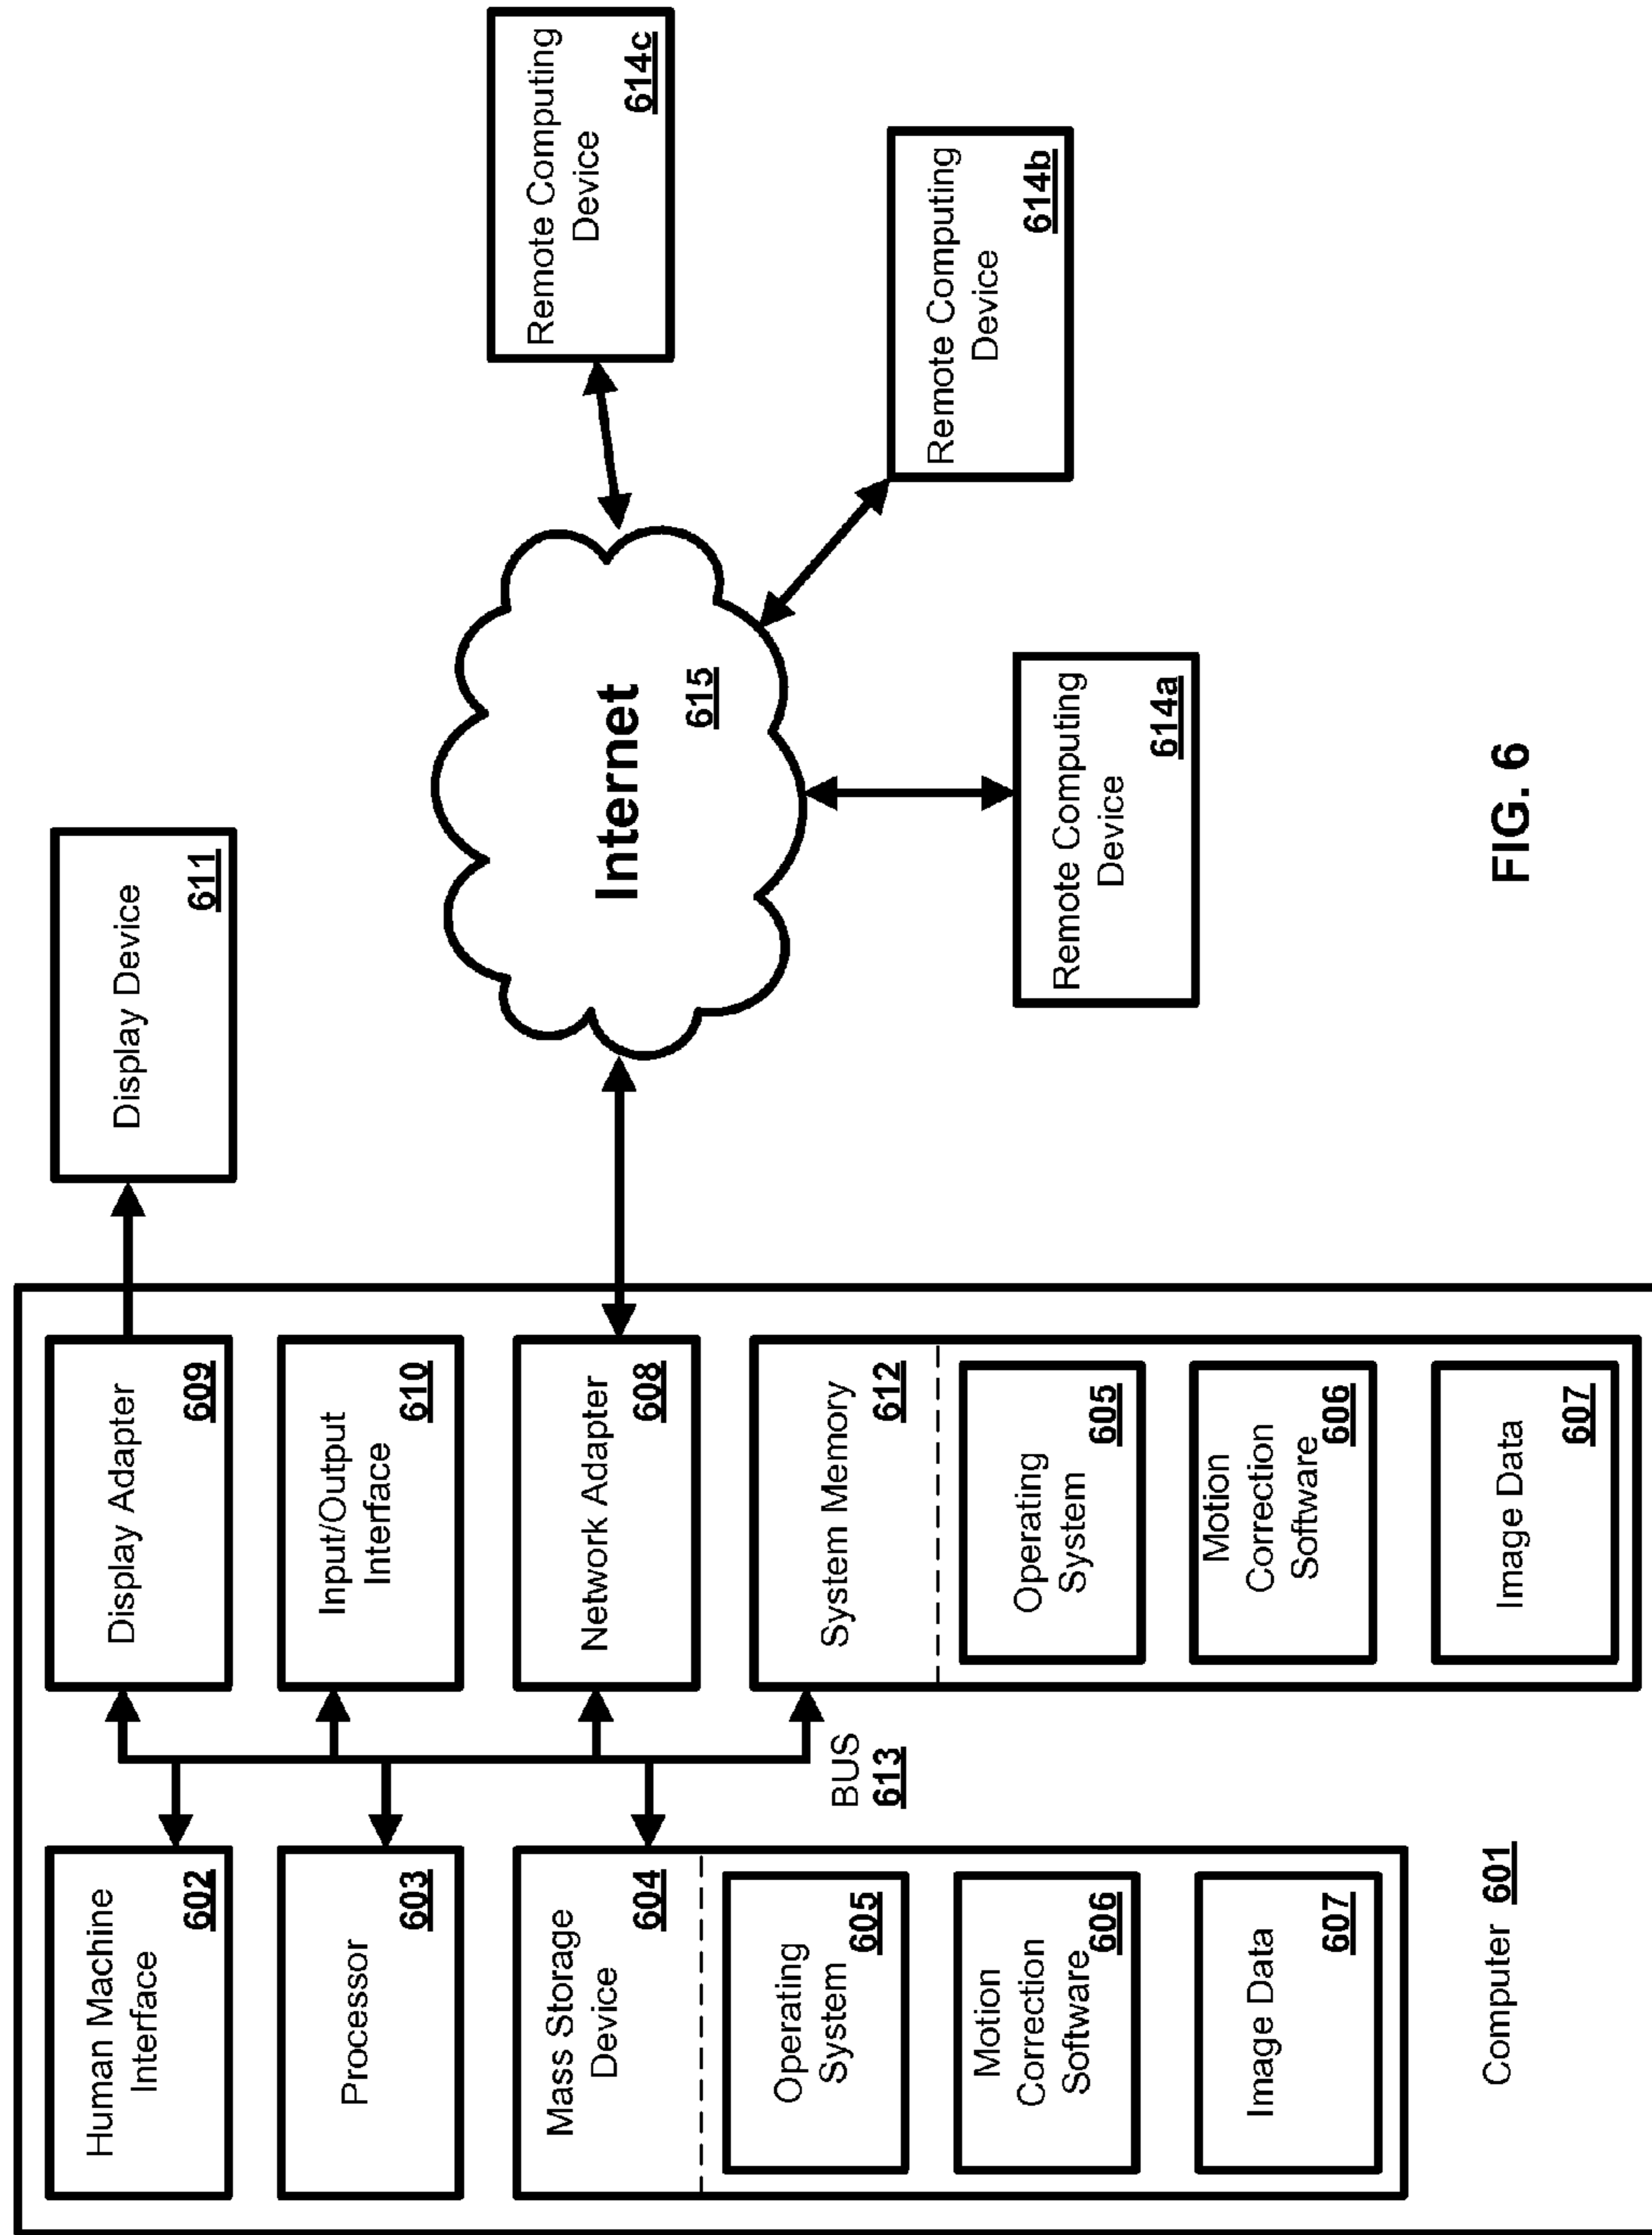 Human Machine
Interface
602
Processor
603
Mass Storage
Device
604
Operating
System
605
Motion
Correction
Software
606
Image Data
607
Computer 601
BUS
613
Display Adapter
609
Input/Output
Interface
610
Network Adapter
608
System Memory
612
Operating
System
605
Motion
Correction
Software
606
Image Data
607
Display Device
611
Internet
615
Remote Computing
Device
614a
Remote Computing
Device
614b
Remote Computing
Device
614c
FIG. 6